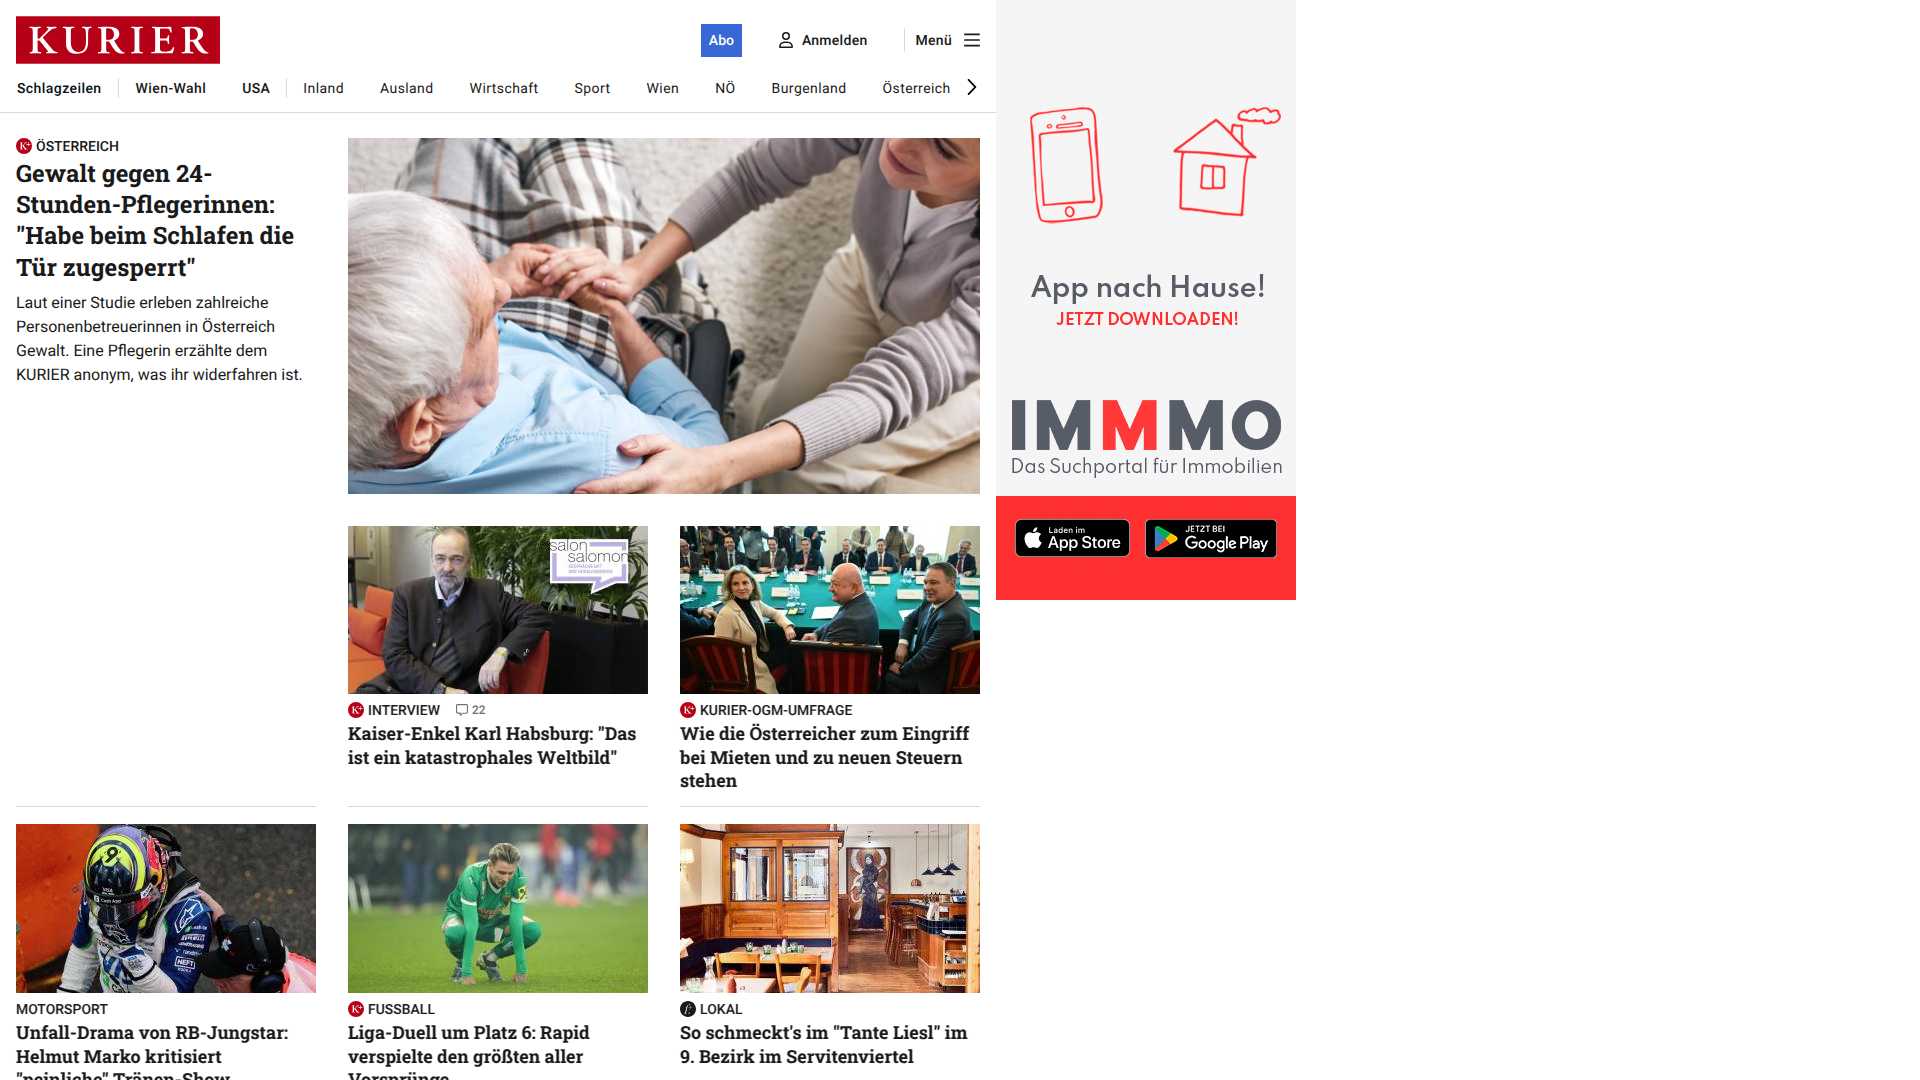 KURIER
Abo
Anmelden
Menü
Schlagzeilen
Wien-Wahl
USA
Inland
Ausland
Wirtschaft
Sport
Wien
NÖ
Burgenland
Österreich
K+ ÖSTERREICH
Gewalt gegen 24-
Stunden-Pflegerinnen:
"Habe beim Schlafen die
Tür zugesperrt"
Laut einer Studie erleben zahlreiche
Personenbetreuerinnen in Österreich
Gewalt. Eine Pflegerin erzählte dem
KURIER anonym, was ihr widerfahren ist.
salon
salomon
K+ INTERVIEW 22
Kaiser-Enkel Karl Habsburg: "Das
ist ein katastrophales Weltbild"
K+ KURIER-OGM-UMFRAGE
Wie die Österreicher zum Eingriff
bei Mieten und zu neuen Steuern
stehen
MOTORSPORT
Unfall-Drama von RB-Jungstar:
Helmut Marko kritisiert
"peinliche" Tränen-Show
K+ FUSSBALL
Liga-Duell um Platz 6: Rapid
verspielte den größten aller
Vorsprünge
LOKAL
So schmeckt's im "Tante Liesl" im
9. Bezirk im Servitenviertel
App nach Hause!
JETZT DOWNLOADEN!
IMMMO
Das Suchportal für Immobilien
Laden im
App Store
JETZT BEI
Google Play